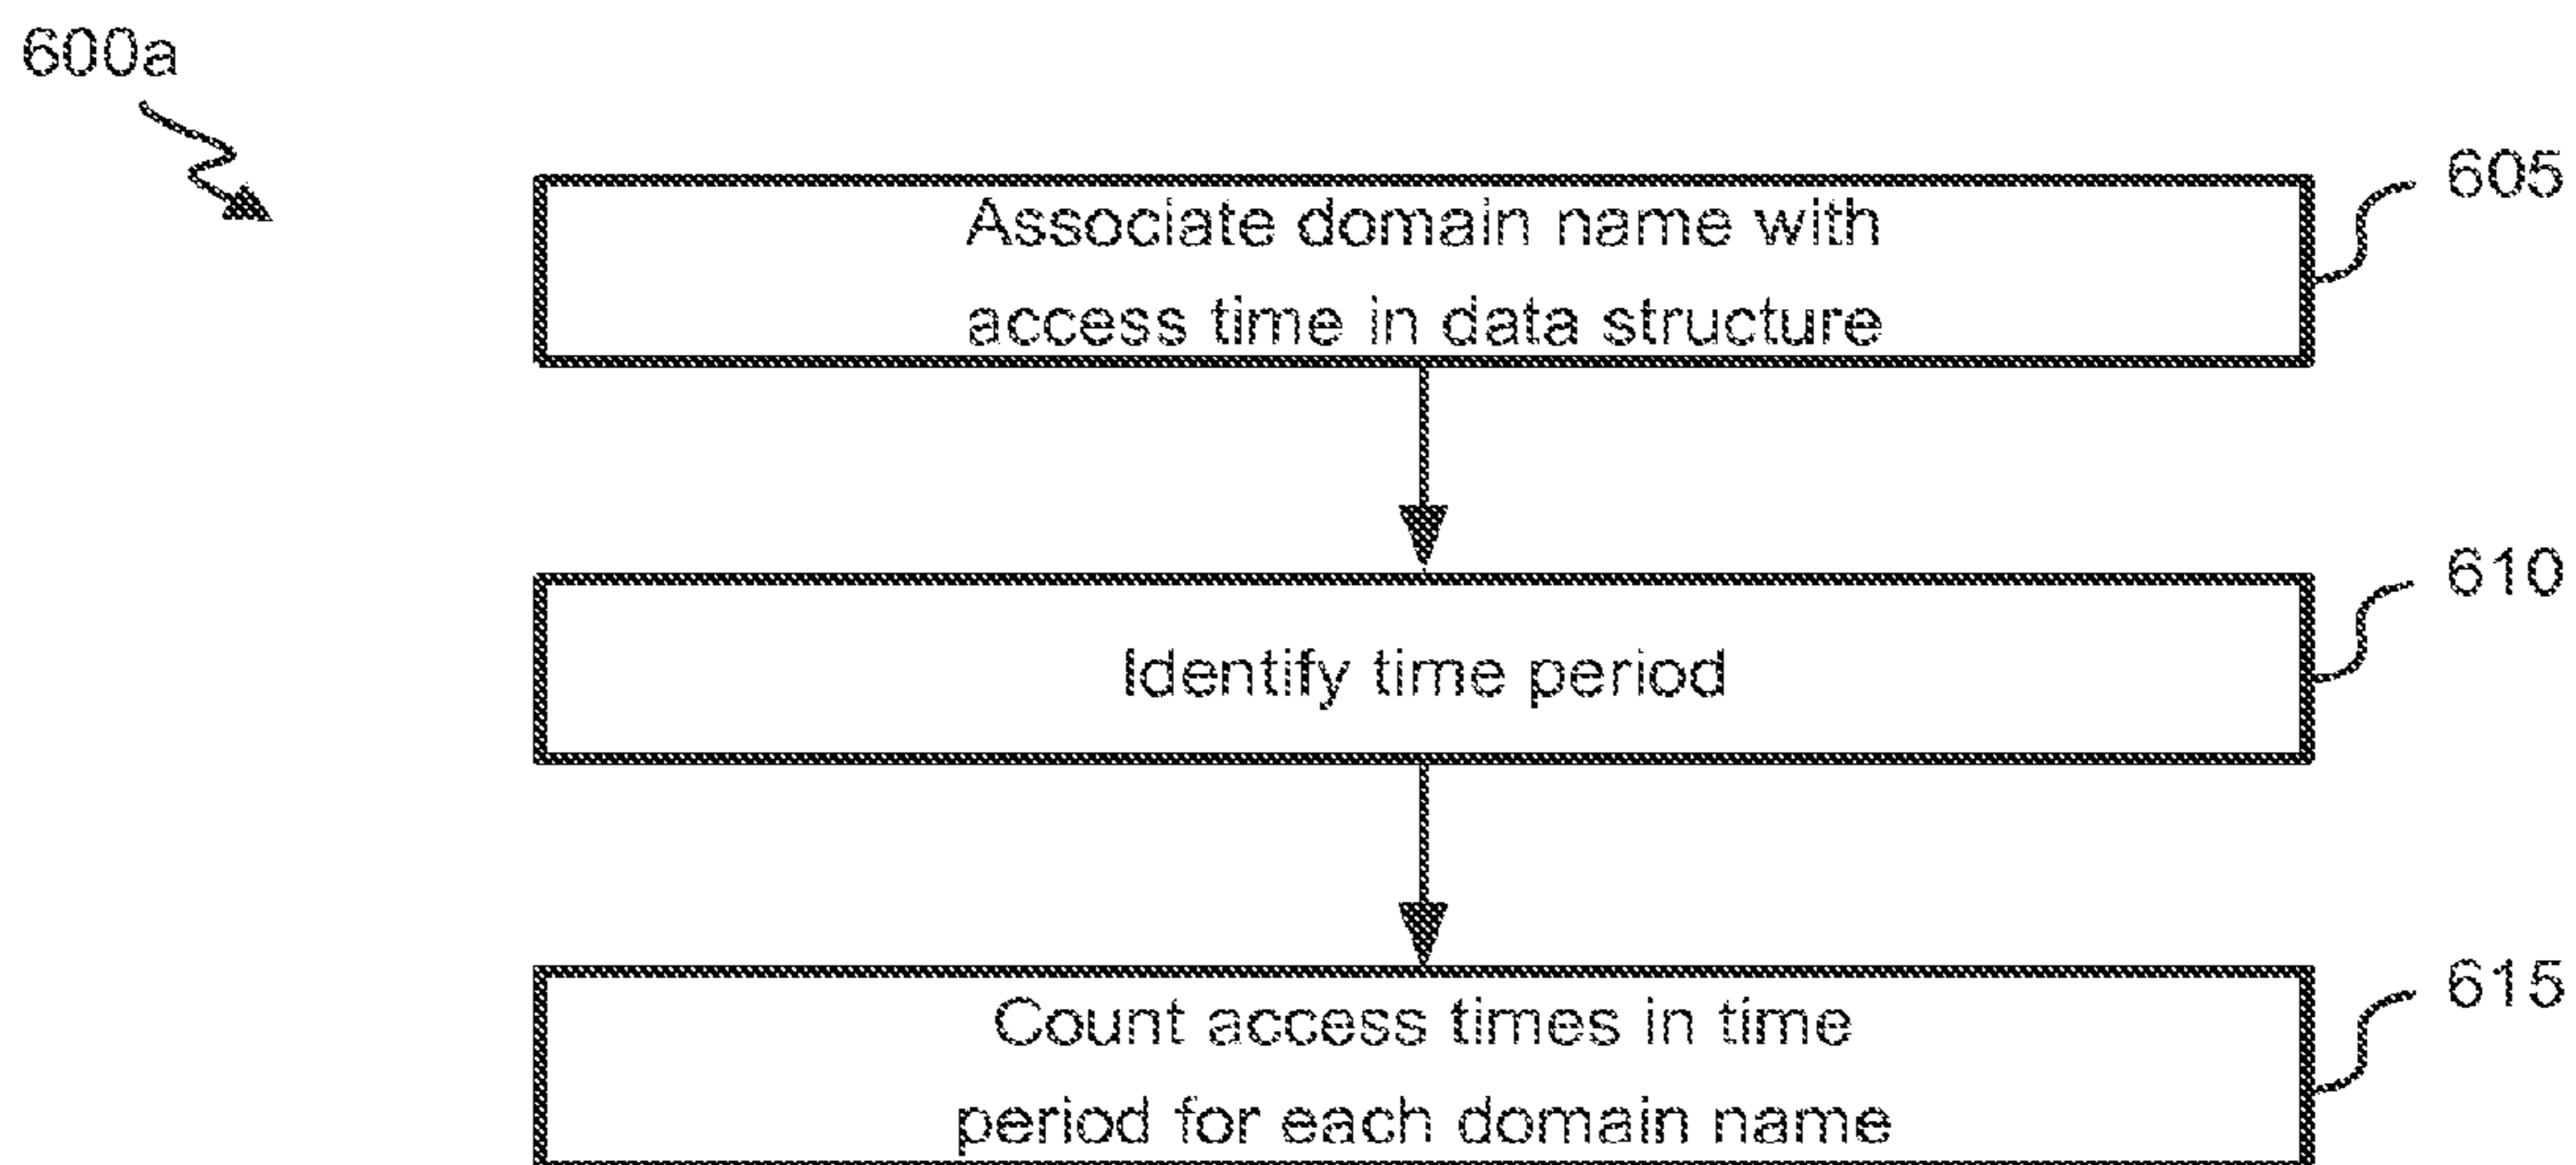 600a
605
Associate domain name with
access time in data structure
610
Identify time period
615
Count access times in time
period for each domain name